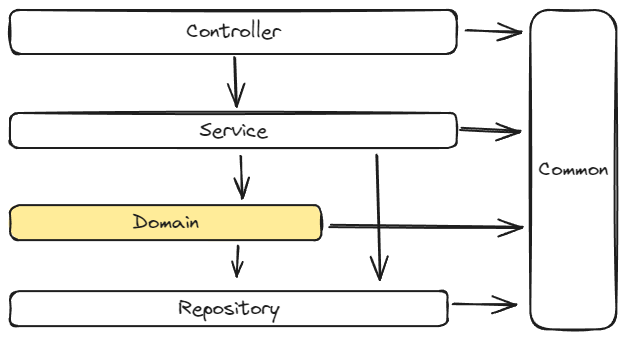 Controller
Service
Common
Domain
Repository